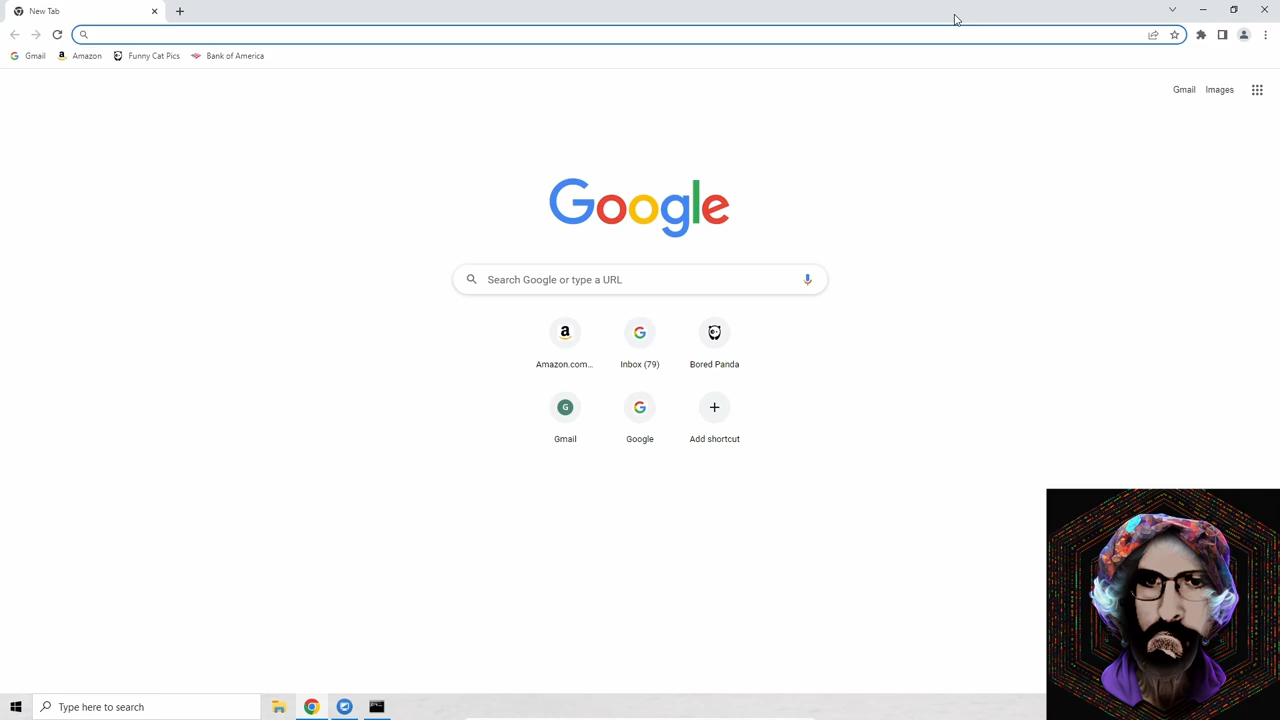 New Tab
Gmail Amazon Funny Cat Pics Bank of America
Gmail Images
Google
Search Google or type a URL
a G
Amazon.com... Inbox (79) Bored Panda
G G
Gmail Google Add shortcut
Type here to search